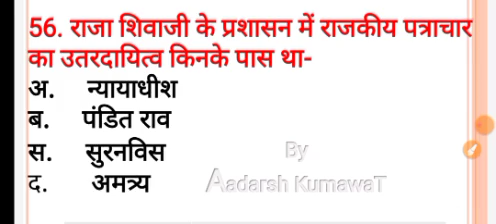 56. राजा शिवाजी के प्रशासन में राजकीय पत्राचार
का उतरदायित्व किनके पास था-
अ. न्यायाधीश
ब. पंडित राव
स. सुरनविस
द. अमत्र्य
By
Aadarsh KumawaT